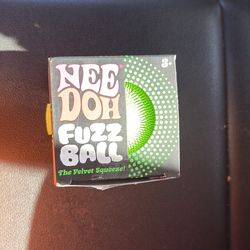 NEE
DOH
FUZZ
BALL
The Velvet Squeeze!
3+